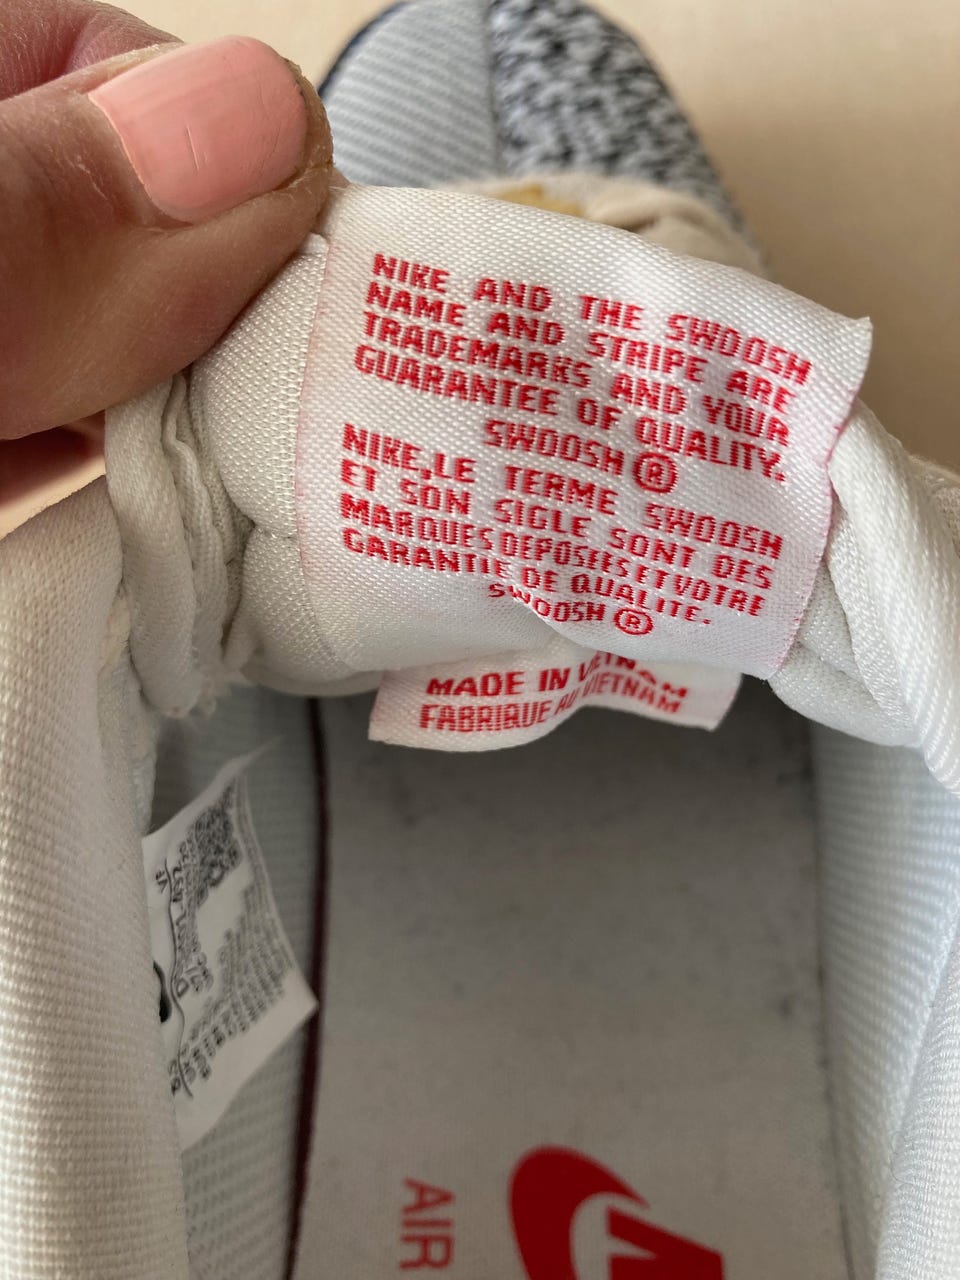 NIKE AND THE SWOOSH
NAME AND STRIPE ARE
TRADEMARKS AND YOUR
GUARANTEE OF QUALITY.
SWOOSH ®
NIKE,LE TERME SWOOSH
ET SON SIGLE SONT DES
MARQUES DEPOSEES ET VOTRE
GARANTIE DE QUALITE.
SWOOSH ®
MADE IN VIETNAM
FABRIQUE AU VIETNAM
AIR